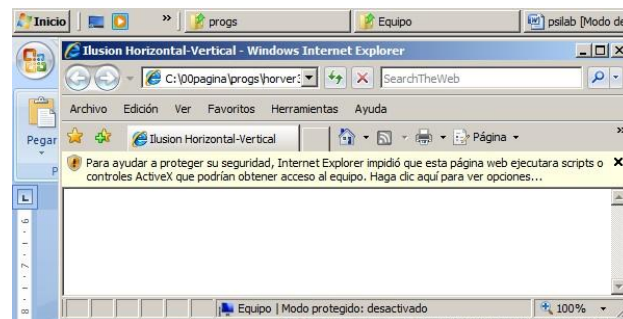 Inicio » progs Equipo psilab [Modo de
Ilusion Horizontal-Vertical - Windows Internet Explorer
C:\00pagina\progs\horver SearchTheWeb
Archivo Edición Ver Favoritos Herramientas Ayuda
Pegar Ilusion Horizontal-Vertical Página »
P Para ayudar a proteger su seguridad, Internet Explorer impidió que esta página web ejecutara scripts o
controles ActiveX que podrían obtener acceso al equipo. Haga clic aquí para ver opciones...
L
Equipo | Modo protegido: desactivado 100%